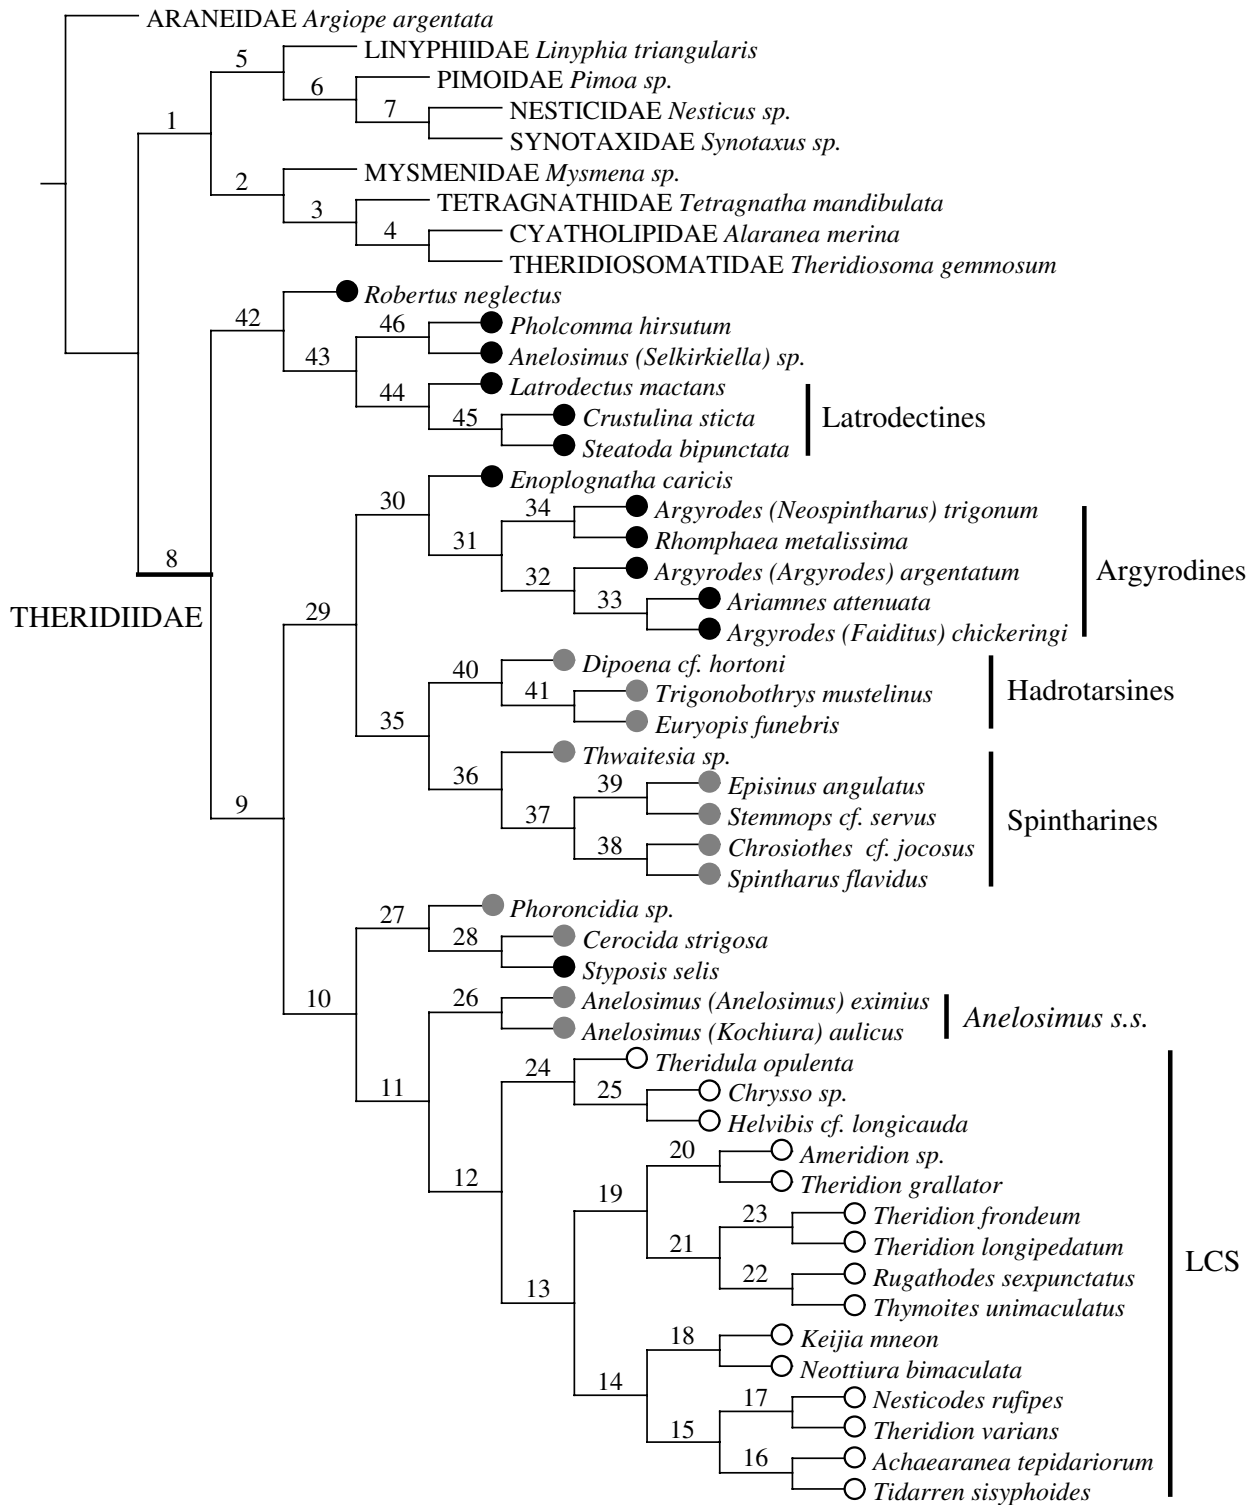 ARANEIDAE Argiope argentata
5
LINYPHIIDAE Linyphia triangularis
6
PIMOIDAE Pimoa sp.
7
NESTICIDAE Nesticus sp.
1
SYNOTAXIDAE Synotaxus sp.
2
MYSMENIDAE Mysmena sp.
3
TETRAGNATHIDAE Tetragnatha mandibulata
4
CYATHOLIPIDAE Alaranea merina
THERIDIOSOMATIDAE Theridiosoma gemmosum
42
Robertus neglectus
46
Pholcomma hirsutum
43
Anelosimus (Selkirkiella) sp.
44
Latrodectus mactans
45
Crustulina sticta
Latrodectines
Steatoda bipunctata
Enoplognatha caricis
30
34
Argyrodes (Neospintharus) trigonum
31
Rhomphaea metalissima
8
32
Argyrodes (Argyrodes) argentatum
Argyrodines
33
Ariamnes attenuata
THERIDIIDAE
29
Argyrodes (Faiditus) chickeringi
40
Dipoena cf. hortoni
41
Trigonobothrys mustelinus
Hadrotarsines
35
Euryopis funebris
Thwaitesia sp.
36
39
Episinus angulatus
9
37
Stemmops cf. servus
Spintharines
38
Chrosiothes cf. jocosus
Spintharus flavidus
27
Phoroncidia sp.
28
Cerocida strigosa
Styposis selis
10
26
Anelosimus (Anelosimus) eximius
Anelosimus s.s.
Anelosimus (Kochiura) aulicus
24
Theridula opulenta
11
25
Chrysso sp.
Helvibis cf. longicauda
20
Ameridion sp.
12
19
Theridion grallator
23
Theridion frondeum
21
Theridion longipedatum
LCS
22
Rugathodes sexpunctatus
13
Thymoites unimaculatus
18
Keijia mneon
Neottiura bimaculata
14
17
Nesticodes rufipes
15
Theridion varians
16
Achaearanea tepidariorum
Tidarren sisyphoides